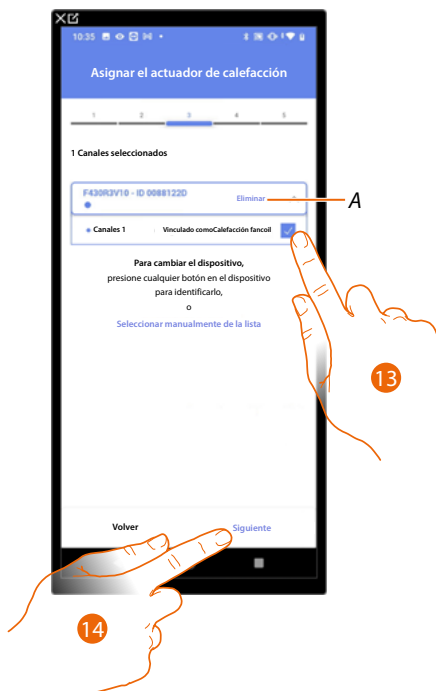 10:35
Asignar el actuador de calefacción
1 2 3 4 5
1 Canales seleccionados
F430R3V10 - ID 0088122D
Eliminar
A
Canales 1 Vinculado comoCalefacción fancoil
Para cambiar el dispositivo,
presione cualquier botón en el dispositivo
para identificarlo,
o
Seleccionar manualmente de la lista
13
Volver Siguiente
14